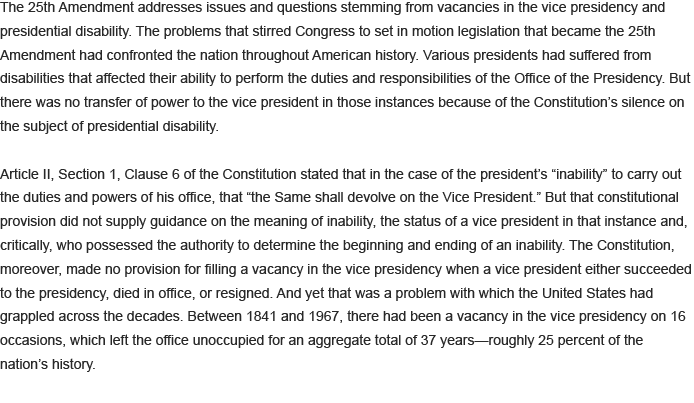 The 25th Amendment addresses issues and questions stemming from vacancies in the vice presidency and
presidential disability. The problems that stirred Congress to set in motion legislation that became the 25th
Amendment had confronted the nation throughout American history. Various presidents had suffered from
disabilities that affected their ability to perform the duties and responsibilities of the Office of the Presidency. But
there was no transfer of power to the vice president in those instances because of the Constitution’s silence on
the subject of presidential disability.
Article II, Section 1, Clause 6 of the Constitution stated that in the case of the president’s “inability” to carry out
the duties and powers of his office, that “the Same shall devolve on the Vice President.” But that constitutional
provision did not supply guidance on the meaning of inability, the status of a vice president in that instance and,
critically, who possessed the authority to determine the beginning and ending of an inability. The Constitution,
moreover, made no provision for filling a vacancy in the vice presidency when a vice president either succeeded
to the presidency, died in office, or resigned. And yet that was a problem with which the United States had
grappled across the decades. Between 1841 and 1967, there had been a vacancy in the vice presidency on 16
occasions, which left the office unoccupied for an aggregate total of 37 years—roughly 25 percent of the
nation’s history.